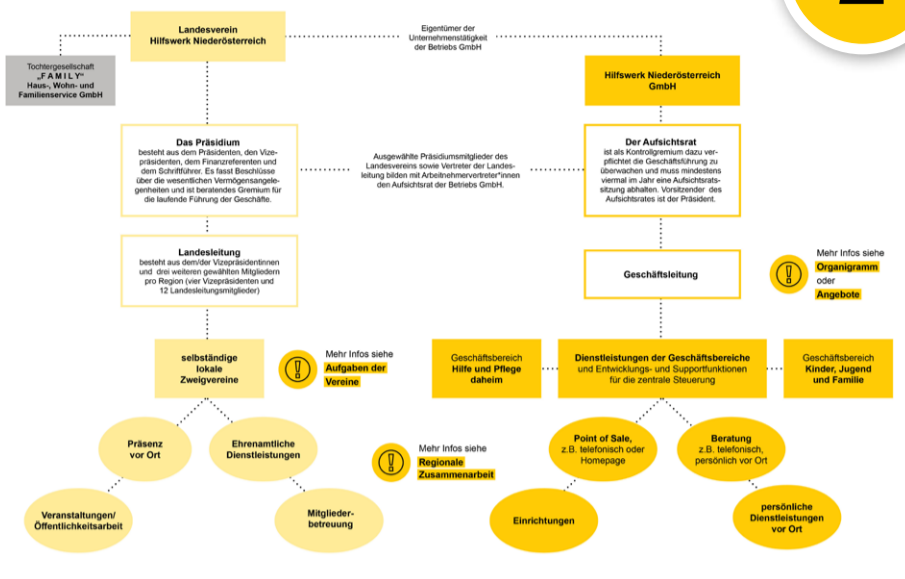 Landesverein
Hilfswerk Niederösterreich
Eigentümer der
Unternehmenstätigkeit
der Betriebs GmbH
Tochtergesellschaft
„F A M I L Y“
Haus-, Wohn- und
Familienservice GmbH
Hilfswerk Niederösterreich
GmbH
Das Präsidium
besteht aus dem Präsidenten, den Vize-
präsidenten, dem Finanzreferenten und
dem Schriftführer. Es fasst Beschlüsse
über die wesentlichen Vermögensangele-
genheiten und ist beratendes Gremium für
die laufende Führung der Geschäfte.
Ausgewählte Präsidiumsmitglieder des
Landesvereins sowie Vertreter der Landes-
leitung bilden mit Arbeitnehmervertreter*innen
den Aufsichtsrat der Betriebs GmbH.
Der Aufsichtsrat
ist als Kontrollgremium dazu ver-
pflichtet die Geschäftsführung zu
überwachen und muss mindestens
viermal im Jahr eine Aufsichtsrats-
sitzung abhalten. Vorsitzender des
Aufsichtsrates ist der Präsident.
Landesleitung
besteht aus dem/der Vizepräsidentinnen
und drei weiteren gewählten Mitgliedern
pro Region (vier Vizepräsidenten und
12 Landesleitungsmitglieder)
Geschäftsleitung
Mehr Infos siehe
Organigramm
oder
Angebote
selbständige
lokale
Zweigvereine
Mehr Infos siehe
Aufgaben der
Vereine
Geschäftsbereich
Hilfe und Pflege
daheim
Dienstleistungen der Geschäftsbereiche
und Entwicklungs- und Supportfunktionen
für die zentrale Steuerung
Geschäftsbereich
Kinder, Jugend
und Familie
Präsenz
vor Ort
Ehrenamtliche
Dienstleistungen
Mehr Infos siehe
Regionale
Zusammenarbeit
Point of Sale,
z.B. telefonisch oder
Homepage
Beratung
z.B. telefonisch,
persönlich vor Ort
Veranstaltungen/
Öffentlichkeitsarbeit
Mitglieder-
betreuung
Einrichtungen
persönliche
Dienstleistungen
vor Ort